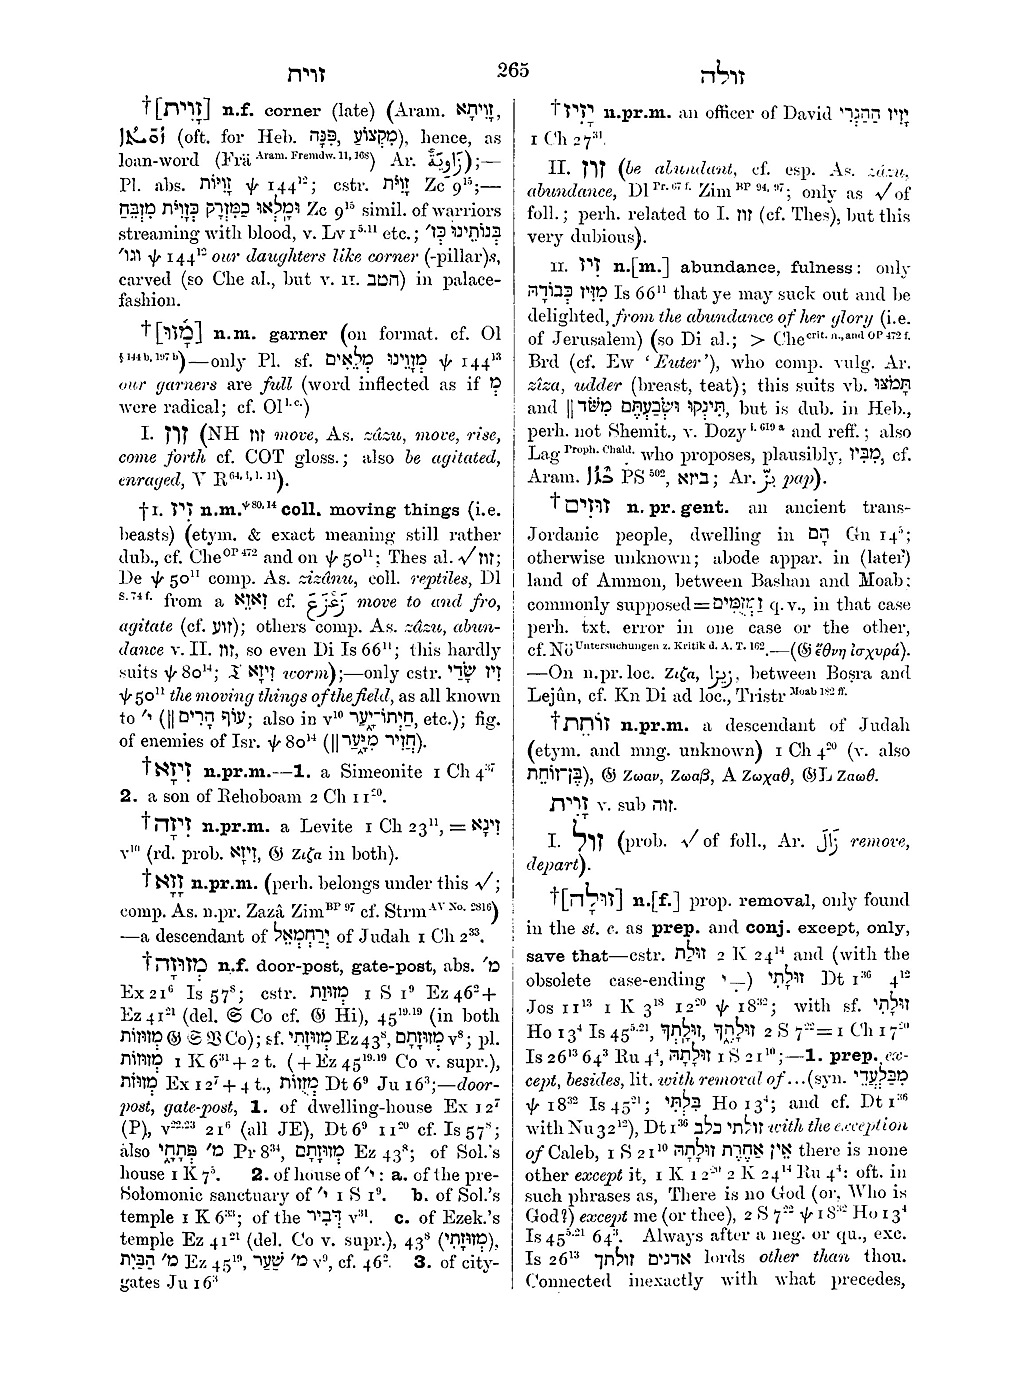 זוית
265
זולה
†[זָוִית] n.f. corner (late) (Aram. זָוִיתָא,
(oft. for Heb. פִּנָּה, מִקְצוֹעַ), hence, as
loan-word (Frä Aram. Fremdw. 11, 168) Ar. زَاوِيَةٌ);—
Pl. abs. זָוִיּוֹת ψ 144¹²; cstr. זָוִיֹּת Zc 9¹⁵;—
וּמָלְאוּ כַּמִּזְרָק כְּזָוִיֹּת מִזְבֵּחַ Zc 9¹⁵ simil. of warriors
streaming with blood, v. Lv 1⁵·¹¹ etc.; בְּנוֹתֵינוּ כְּז׳
וגו׳ ψ 144¹² our daughters like corner (-pillar)s,
carved (so Che al., but v. II. חטב) in palace-
fashion.
†[מָזוּ] n.m. garner (on format. cf. Ol
§ 144 b, 197 b)—only Pl. sf. מְזָוֵינוּ מְלֵאִים ψ 144¹³
our garners are full (word inflected as if מְ
were radical; cf. Ol l.c.)
I. זוז (NH זוז move, As. zâzu, move, rise,
come forth cf. COT gloss.; also be agitated,
enraged, V R 64, 1, l. 11).
†I. זִיז n.m. ψ 80, 14 coll. moving things (i.e.
beasts) (etym. & exact meaning still rather
dub., cf. Che OP 472 and on ψ 50¹¹; Thes al. √זוז;
De ψ 50¹¹ comp. As. zizânu, coll. reptiles, Dl
S. 74 f. from a זאזא cf. زَعْزَعَ move to and fro,
agitate (cf. זוע); others comp. As. zâzu, abun-
dance v. II. זוז, so even Di Is 66¹¹; this hardly
suits ψ 80¹⁴; זִיזָא worm);—only cstr. זִיז שָׂדַי
ψ 50¹¹ the moving things of the field, as all known
to י׳ (‖ עוֹף הָרִים; also in v¹⁰ חַיְתוֹ־יָעַר, etc.); fig.
of enemies of Isr. ψ 80¹⁴ (‖ חֲזִיר מִיָּעַר).
†זִיזָא n.pr.m.—1. a Simeonite 1 Ch 4³⁷
2. a son of Rehoboam 2 Ch 11²⁰.
†זִיזָה n.pr.m. a Levite 1 Ch 23¹¹, = זִינָא
v¹⁰ (rd. prob. זִיזָא, 𝔊 Ζιζα in both).
†זָזָא n.pr.m. (perh. belongs under this √;
comp. As. n.pr. Zazâ Zim BP 97 cf. Strm AV No. 2816)
—a descendant of יְרַחְמְאֵל of Judah 1 Ch 2³³.
†מְזוּזָה n.f. door-post, gate-post, abs. מ׳
Ex 21⁶ Is 57⁸; cstr. מְזוּזַת 1 S 1⁹ Ez 46² +
Ez 41²¹ (del. 𝔖 Co cf. 𝔊 Hi), 45¹⁹·¹⁹ (in both
מְזוּזוֹת 𝔊 𝔖 𝔙 Co); sf. מְזוּזָתִי Ez 43⁸, מְזוּזָתָם v⁸; pl.
מְזוּזוֹת 1 K 6³¹ + 2 t. (+ Ez 45¹⁹·¹⁹ Co v. supr.),
מְזוּזֹת Ex 12⁷ + 4 t., מְזֻזוֹת Dt 6⁹ Ju 16³;—door-
post, gate-post, 1. of dwelling-house Ex 12⁷
(P), v²²·²³ 21⁶ (all JE), Dt 6⁹ 11²⁰ cf. Is 57⁸;
also מ׳ פְּתָחָי Pr 8³⁴, מְזוּזָתָם Ez 43⁸; of Sol.'s
house 1 K 7⁵. 2. of house of י׳: a. of the pre-
Solomonic sanctuary of י׳ 1 S 1⁹. b. of Sol.'s
temple 1 K 6³³; of the דְּבִיר v³¹. c. of Ezek.'s
temple Ez 41²¹ (del. Co v. supr.), 43⁸ (מְזוּזָתִי),
מ׳ הַבַּיִת Ez 45¹⁹, מ׳ שַׁעַר v⁹, cf. 46². 3. of city-
gates Ju 16³
†יָזִיז n.pr.m. an officer of David יָזִיז הַהַגְרִי
1 Ch 27³¹.
II. זוז (be abundant, cf. esp. As. zâzu,
abundance, Dl Pr. 67 f. Zim BP 94, 97; only as √ of
foll.; perh. related to I. זוז (cf. Thes), but this
very dubious).
II. זִיז n.[m.] abundance, fulness: only
מִזִּיז כְּבוֹדָהּ Is 66¹¹ that ye may suck out and be
delighted, from the abundance of her glory (i.e.
of Jerusalem) (so Di al.; > Che crit. n., and OP 472 f.
Brd (cf. Ew 'Euter'), who comp. vulg. Ar.
zîza, udder (breast, teat); this suits vb. תָּמֹצּוּ
and ‖ תִּינְקוּ וּשְׂבַעְתֶּם מִשֹּׁד, but is dub. in Heb.,
perh. not Shemit., v. Dozy I. 619 a and reff.; also
Lag Proph. Chald. who proposes, plausibly, מִבִּיז, cf.
Aram. PS 502, ביזא; Ar. pap).
†זוּזִים n. pr. gent. an ancient trans-
Jordanic people, dwelling in הָם Gn 14⁵;
otherwise unknown; abode appar. in (later)
land of Ammon, between Bashan and Moab;
commonly supposed = זַמְזֻמִּים q.v., in that case
perh. txt. error in one case or the other,
cf. Nö Untersuchungen z. Kritik d. A. T. 162.—(𝔊 ἔθνη ἰσχυρά).
—On n.pr. loc. Ζιζα, زيزا, between Boṣra and
Lejûn, cf. Kn Di ad loc., Tristr Moab 182 ff.
†זוֹחֵת n.pr.m. a descendant of Judah
(etym. and mng. unknown) 1 Ch 4²⁰ (v. also
בֶּן־זוֹחֵת), 𝔊 Ζωαν, Ζωαβ, A Ζωχαθ, 𝔊L Ζαωθ.
זָוִית v. sub זוה.
I. זול (prob. √ of foll., Ar. زَالَ remove,
depart).
†[זוּלָה] n.[f.] prop. removal, only found
in the st. c. as prep. and conj. except, only,
save that—cstr. זוּלַת 2 K 24¹⁴ and (with the
obsolete case-ending ִי) זוּלָתִי Dt 1³⁶ 4¹²
Jos 11¹³ 1 K 3¹⁸ 12²⁰ ψ 18³²; with sf. זוּלָתִי
Ho 13⁴ Is 45⁵·²¹, זוּלָתְךָ, זוּלָתֶךָ 2 S 7²² = 1 Ch 17²⁰
Is 26¹³ 64³ Ru 4⁴, זוּלָתָהּ 1 S 21¹⁰;—1. prep. ex-
cept, besides, lit. with removal of...(syn. מִבַּלְעֲדֵי
ψ 18³² Is 45²¹; בִּלְתִּי Ho 13⁴; and cf. Dt 1³⁶
with Nu 32¹²), Dt 1³⁶ זולתי כלב with the exception
of Caleb, 1 S 21¹⁰ אֵין אַחֶרֶת זוּלָתָהּ there is none
other except it, 1 K 12²⁰ 2 K 24¹⁴ Ru 4⁴: oft. in
such phrases as, There is no God (or, Who is
God?) except me (or thee), 2 S 7²² ψ 18³² Ho 13⁴
Is 45⁵·²¹ 64³. Always after a neg. or qu., exc.
Is 26¹³ אדנים זולתך lords other than thou.
Connected inexactly with what precedes,